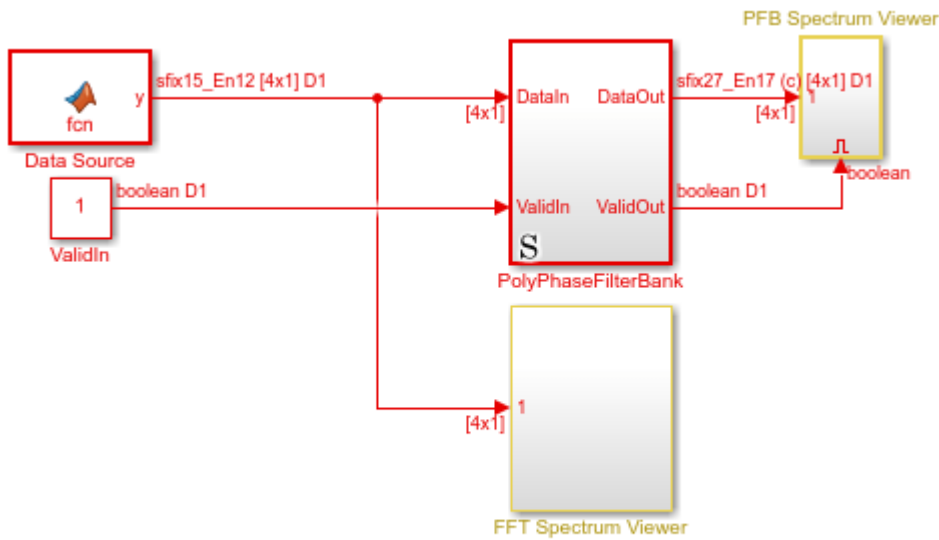 PFB Spectrum Viewer
sfix15_En12 [4x1] D1
y
fcn
Data Source
[4x1]
DataIn
DataOut
sfix27_En17 (c) [4x1] D1
[4x1]
1
boolean
boolean D1
1
ValidIn
ValidIn
ValidOut
boolean D1
S
PolyPhaseFilterBank
[4x1]
1
FFT Spectrum Viewer